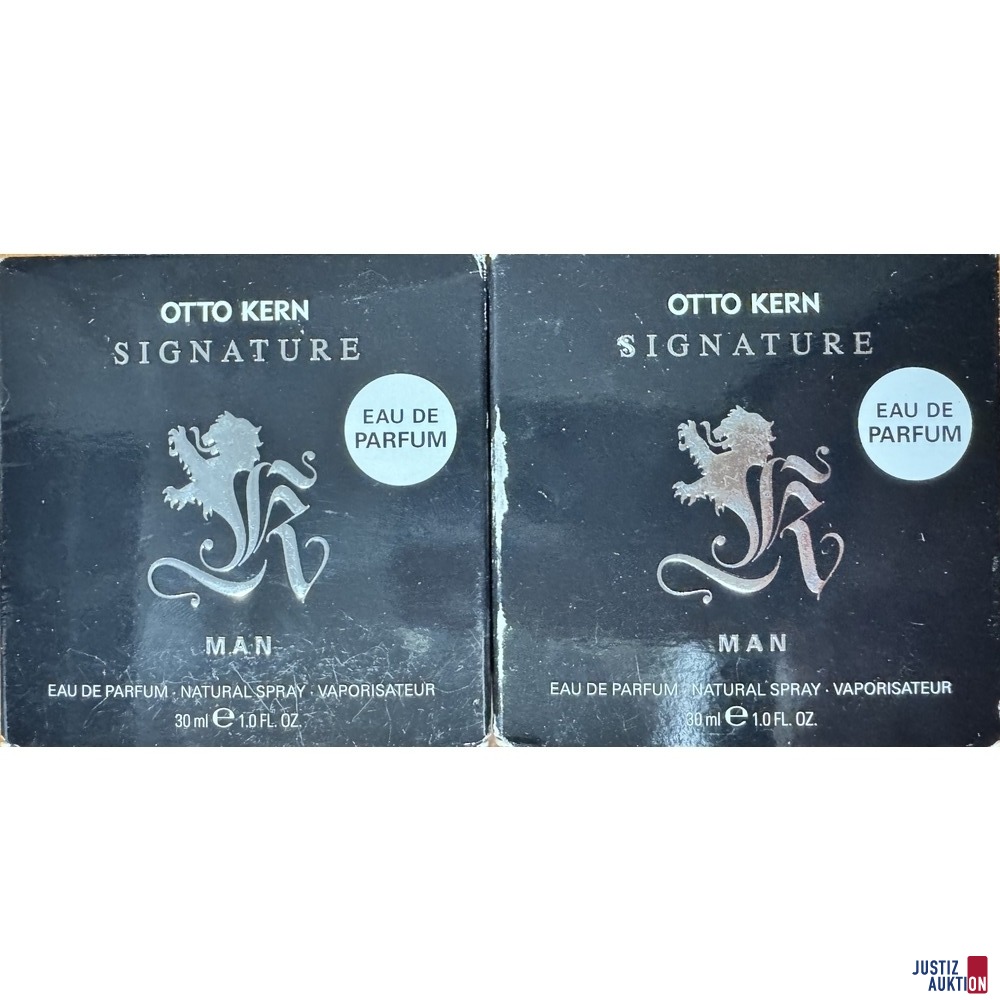 OTTO KERN
SIGNATURE
EAU DE
PARFUM
K
MAN
EAU DE PARFUM · NATURAL SPRAY · VAPORISATEUR
30 ml ℮ 1.0 FL. OZ.
OTTO KERN
SIGNATURE
EAU DE
PARFUM
K
MAN
EAU DE PARFUM · NATURAL SPRAY · VAPORISATEUR
30 ml ℮ 1.0 FL. OZ.
JUSTIZ
AUKTION